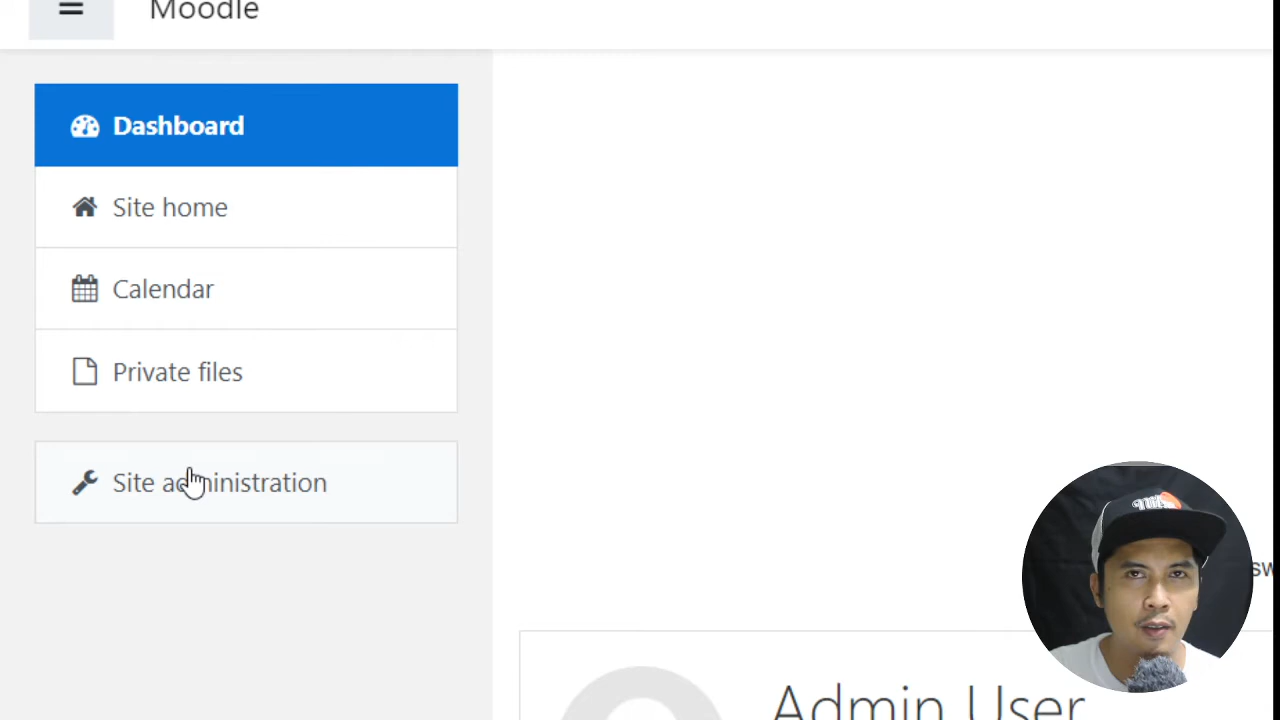 Moodle
Dashboard
Site home
Calendar
Private files
Site administration
Admin User